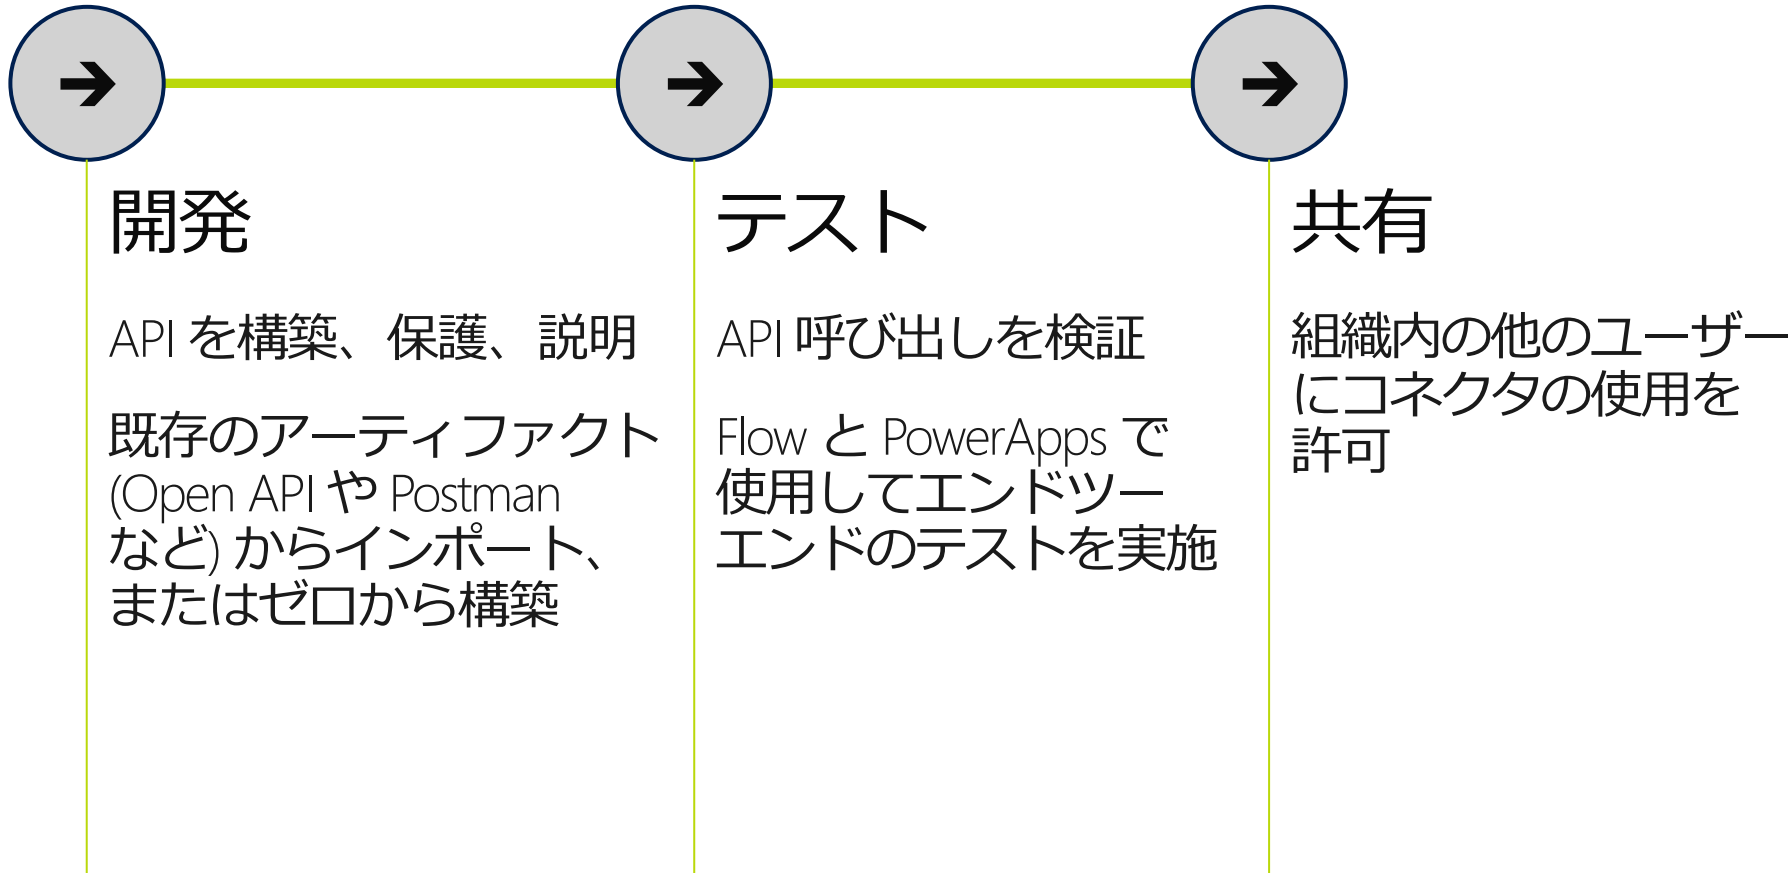 開発
API を構築、保護、説明
既存のアーティファクト
(Open API や Postman
など) からインポート、
またはゼロから構築
テスト
API 呼び出しを検証
Flow と PowerApps で
使用してエンドツー
エンドのテストを実施
共有
組織内の他のユーザー
にコネクタの使用を
許可